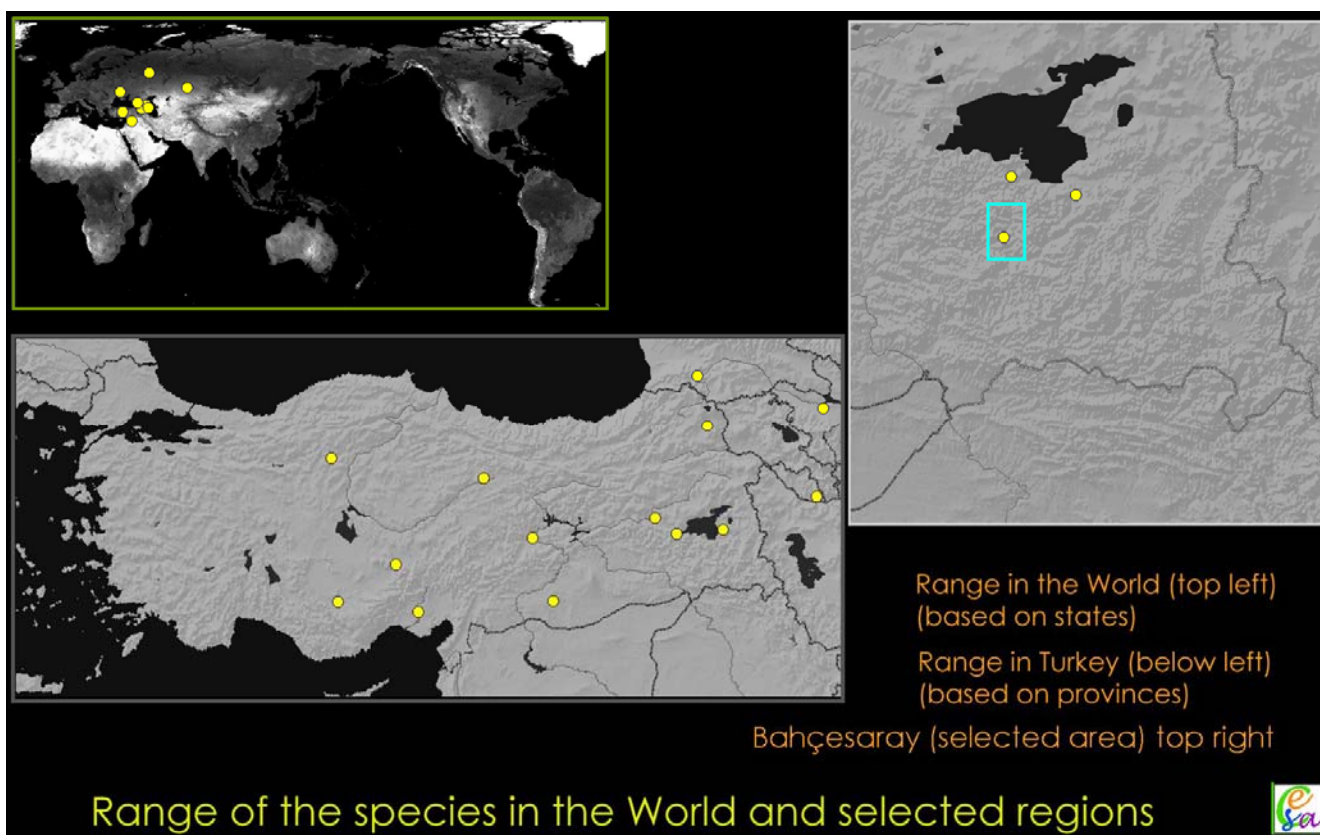 Range in the World (top left)
(based on states)
Range in Turkey (below left)
(based on provinces)
Bahçesaray (selected area) top right
Range of the species in the World and selected regions
esa